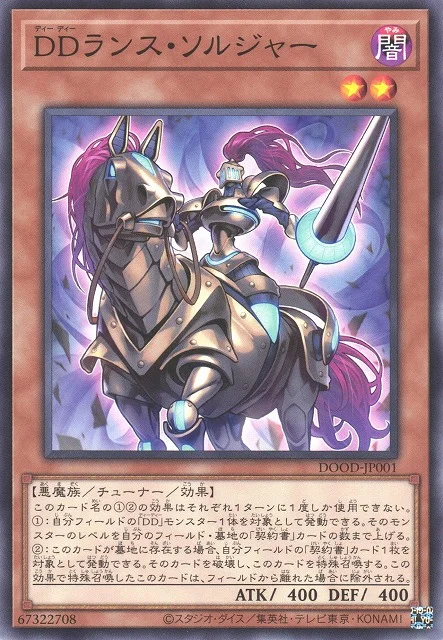 ディーディー
DDランス・ソルジャー
やみ
闇
DOOD-JP001
【悪魔族／チューナー／効果】
このカード名の①②の効果はそれぞれ１ターンに１度しか使用できない。
①：自分フィールドの「DD」モンスター１体を対象として発動できる。そのモン
スターのレベルを自分のフィールド・墓地の「契約書」カードの数まで上げる。
②：このカードが墓地に存在する場合、自分フィールドの「契約書」カード１枚を
対象として発動できる。そのカードを破壊し、このカードを特殊召喚する。この
効果で特殊召喚したこのカードは、フィールドから離れた場合に除外される。
ATK/ 400 DEF/ 400
67322708
©スタジオ・ダイス／集英社・テレビ東京・KONAMI